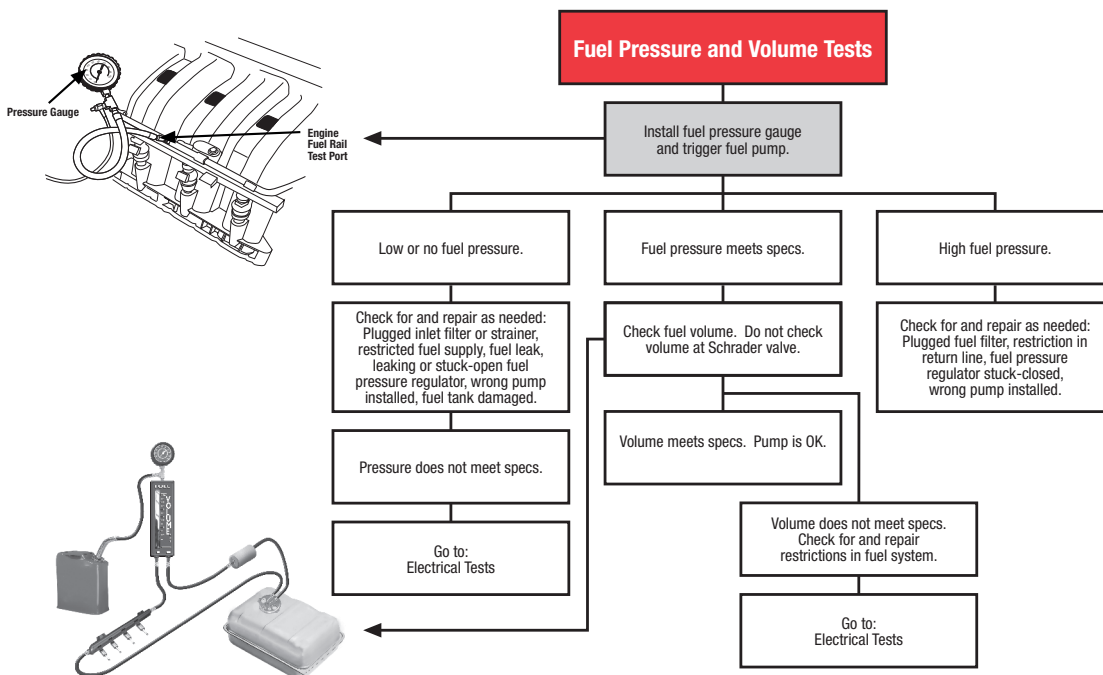 Fuel Pressure and Volume Tests
Pressure Gauge
Engine
Fuel Rail
Test Port
Install fuel pressure gauge
and trigger fuel pump.
Low or no fuel pressure.
Fuel pressure meets specs.
High fuel pressure.
Check for and repair as needed:
Plugged inlet filter or strainer,
restricted fuel supply, fuel leak,
leaking or stuck-open fuel
pressure regulator, wrong pump
installed, fuel tank damaged.
Check fuel volume. Do not check
volume at Schrader valve.
Check for and repair as needed:
Plugged fuel filter, restriction in
return line, fuel pressure
regulator stuck-closed,
wrong pump installed.
Pressure does not meet specs.
Volume meets specs. Pump is OK.
Go to:
Electrical Tests
Volume does not meet specs.
Check for and repair
restrictions in fuel system.
Go to:
Electrical Tests
FUEL
VOLUME